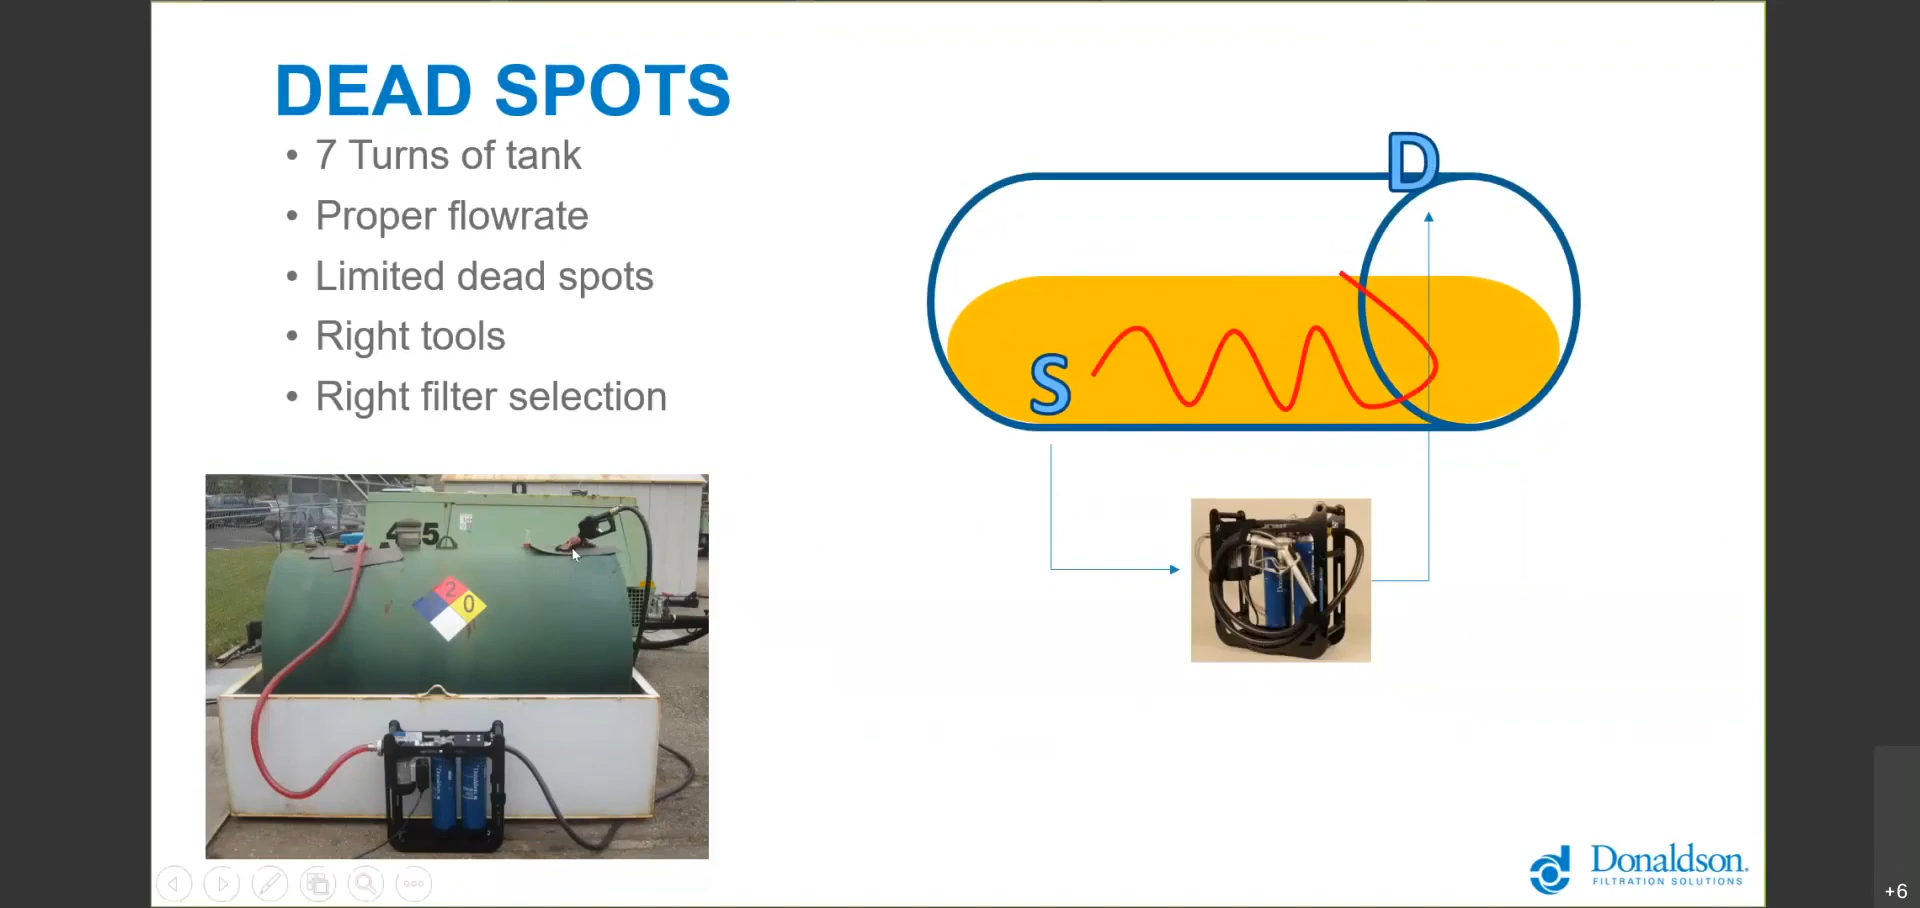 DEAD SPOTS
• 7 Turns of tank
• Proper flowrate
• Limited dead spots
• Right tools
• Right filter selection
D
S
2
0
Donaldson.
FILTRATION SOLUTIONS
+6